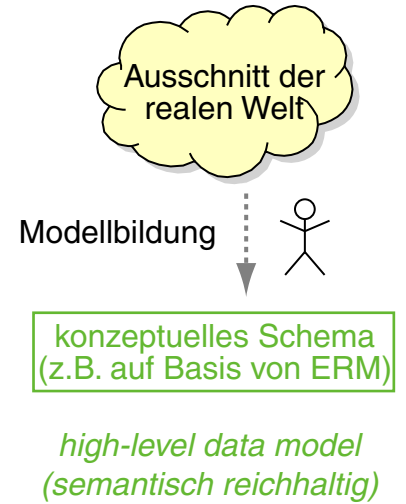 Ausschnitt der
realen Welt
Modellbildung
konzeptuelles Schema
(z.B. auf Basis von ERM)
high-level data model
(semantisch reichhaltig)